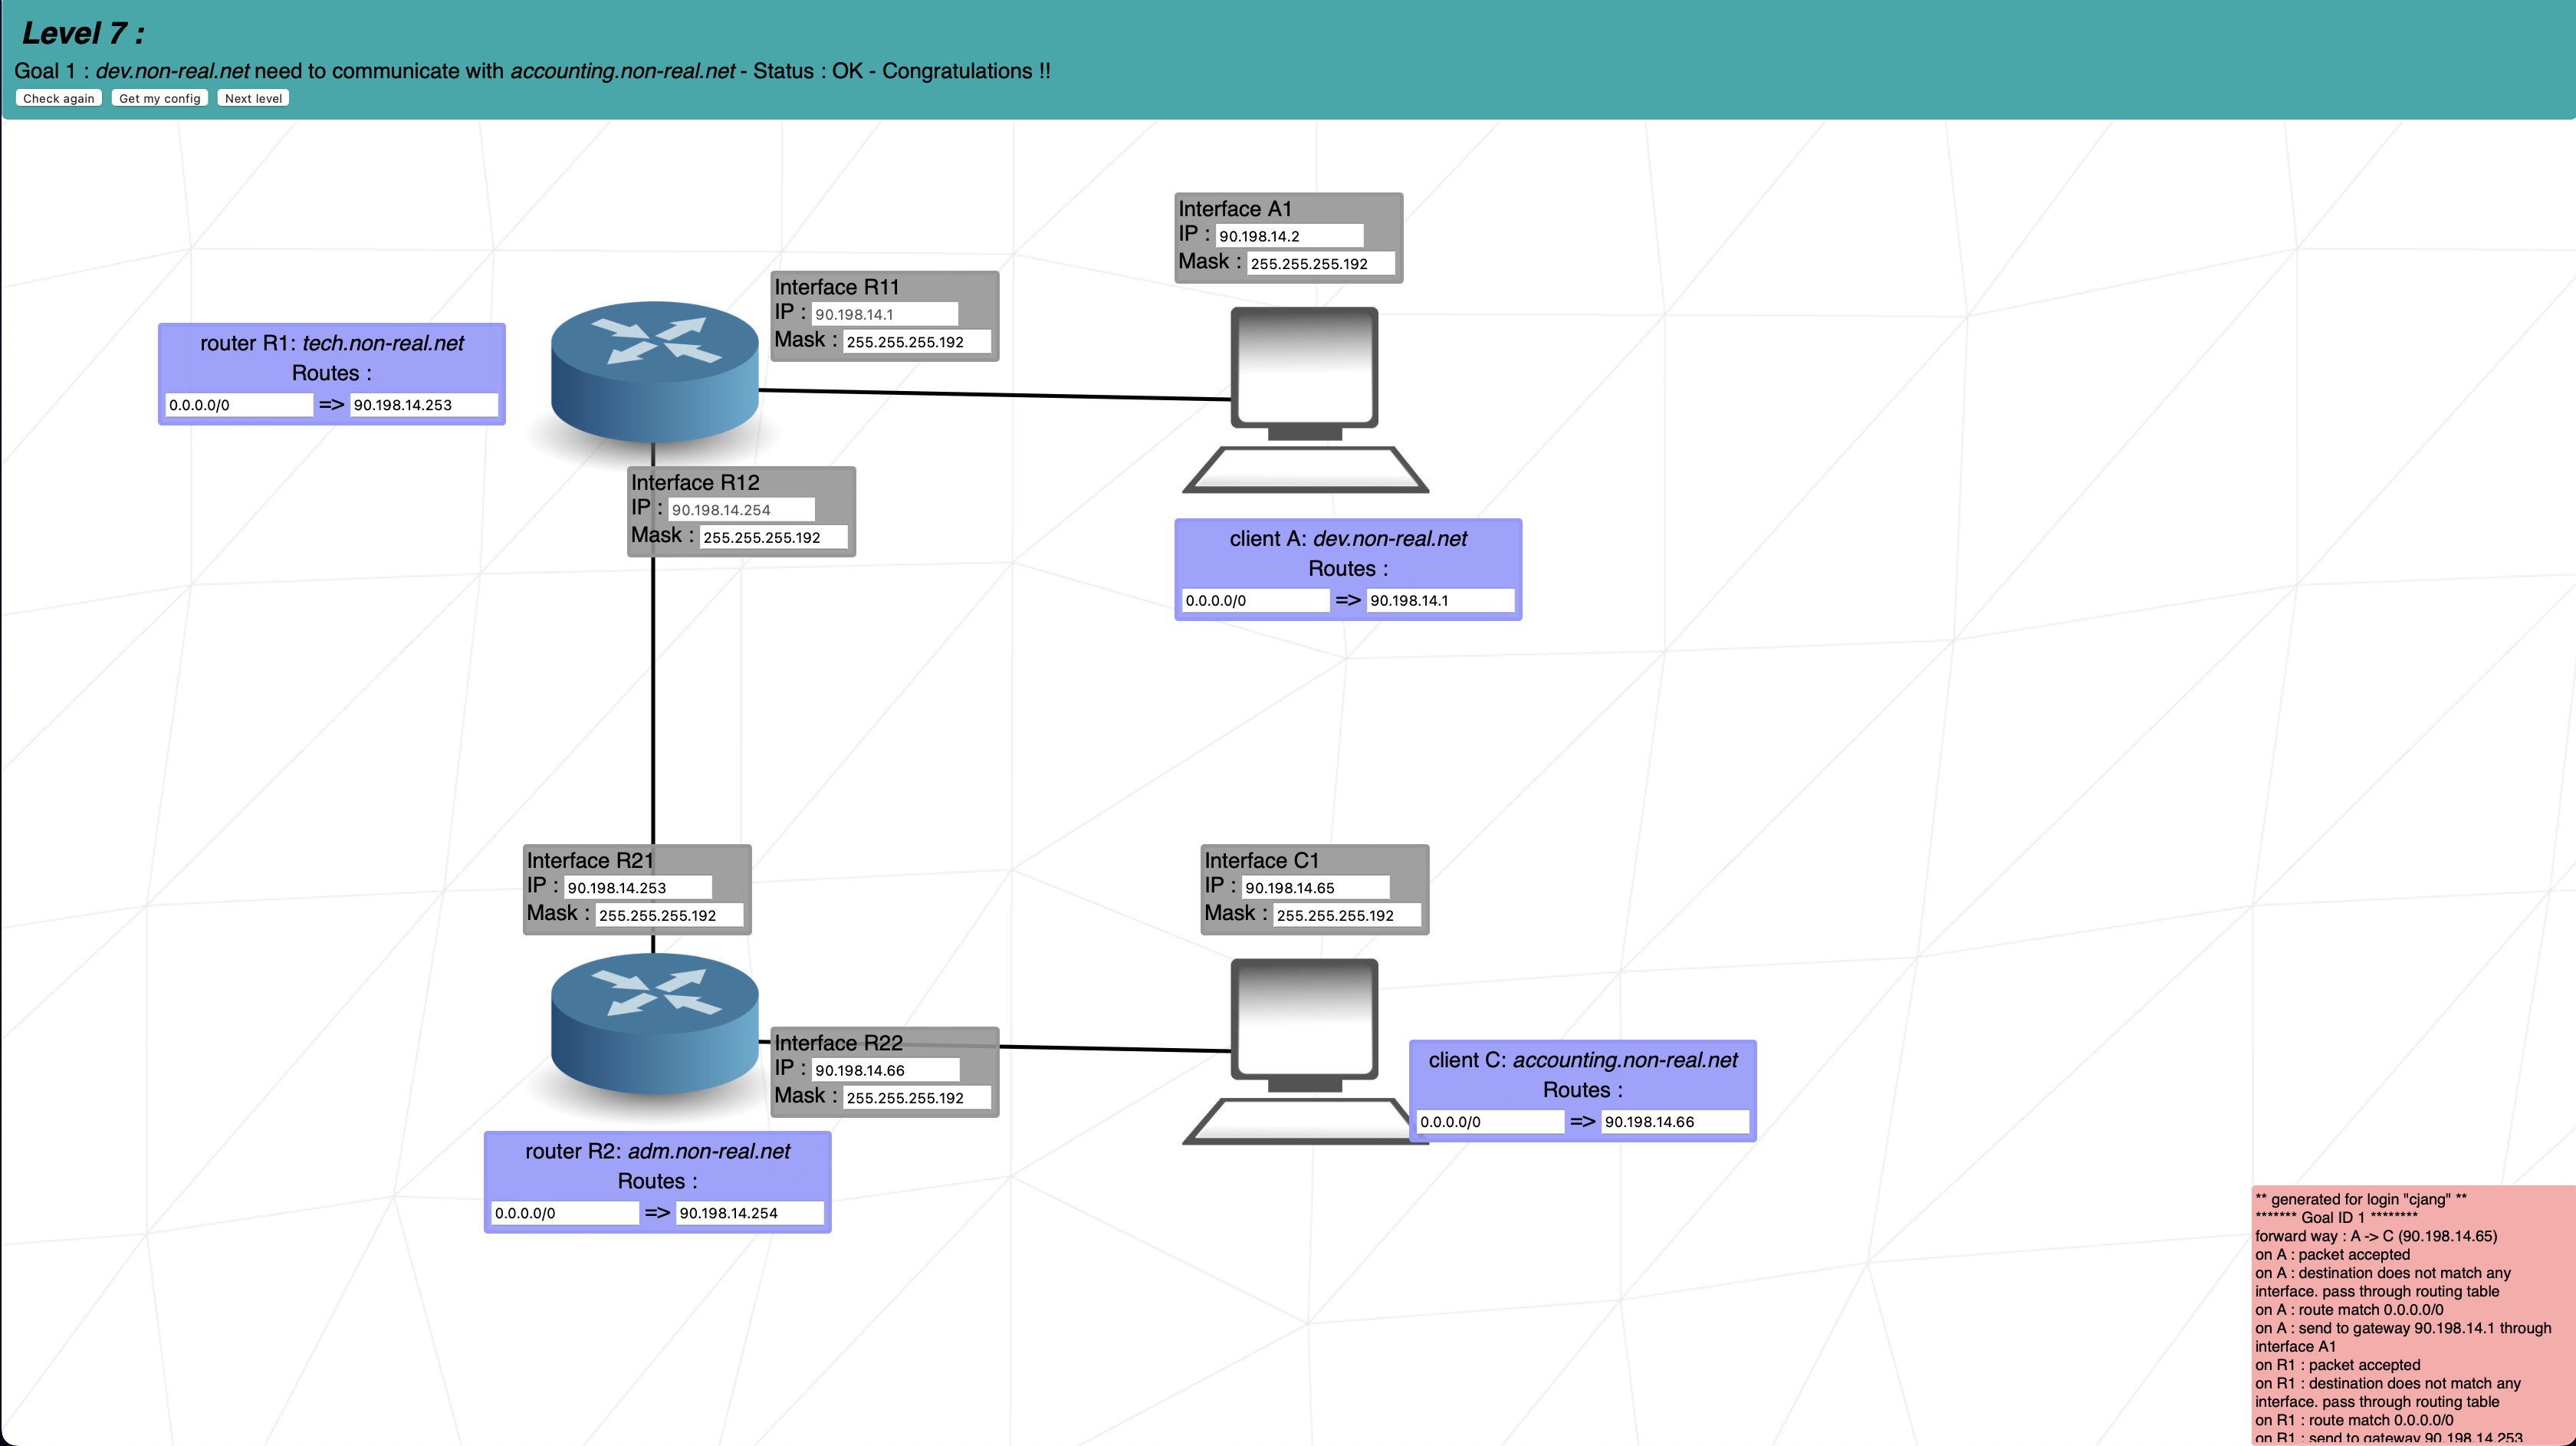 Level 7 :
Goal 1 : dev.non-real.net need to communicate with accounting.non-real.net - Status : OK - Congratulations !!
Check again Get my config Next level
Interface A1
IP : 90.198.14.2
Mask : 255.255.255.192
Interface R11
IP : 90.198.14.1
Mask : 255.255.255.192
router R1: tech.non-real.net
Routes :
0.0.0.0/0 => 90.198.14.253
Interface R12
IP : 90.198.14.254
Mask : 255.255.255.192
client A: dev.non-real.net
Routes :
0.0.0.0/0 => 90.198.14.1
Interface R21
IP : 90.198.14.253
Mask : 255.255.255.192
Interface C1
IP : 90.198.14.65
Mask : 255.255.255.192
Interface R22
IP : 90.198.14.66
Mask : 255.255.255.192
client C: accounting.non-real.net
Routes :
0.0.0.0/0 => 90.198.14.66
router R2: adm.non-real.net
Routes :
0.0.0.0/0 => 90.198.14.254
** generated for login "cjang" **
******* Goal ID 1 ********
forward way : A -> C (90.198.14.65)
on A : packet accepted
on A : destination does not match any
interface. pass through routing table
on A : route match 0.0.0.0/0
on A : send to gateway 90.198.14.1 through
interface A1
on R1 : packet accepted
on R1 : destination does not match any
interface. pass through routing table
on R1 : route match 0.0.0.0/0
on R1 : send to gateway 90.198.14.253